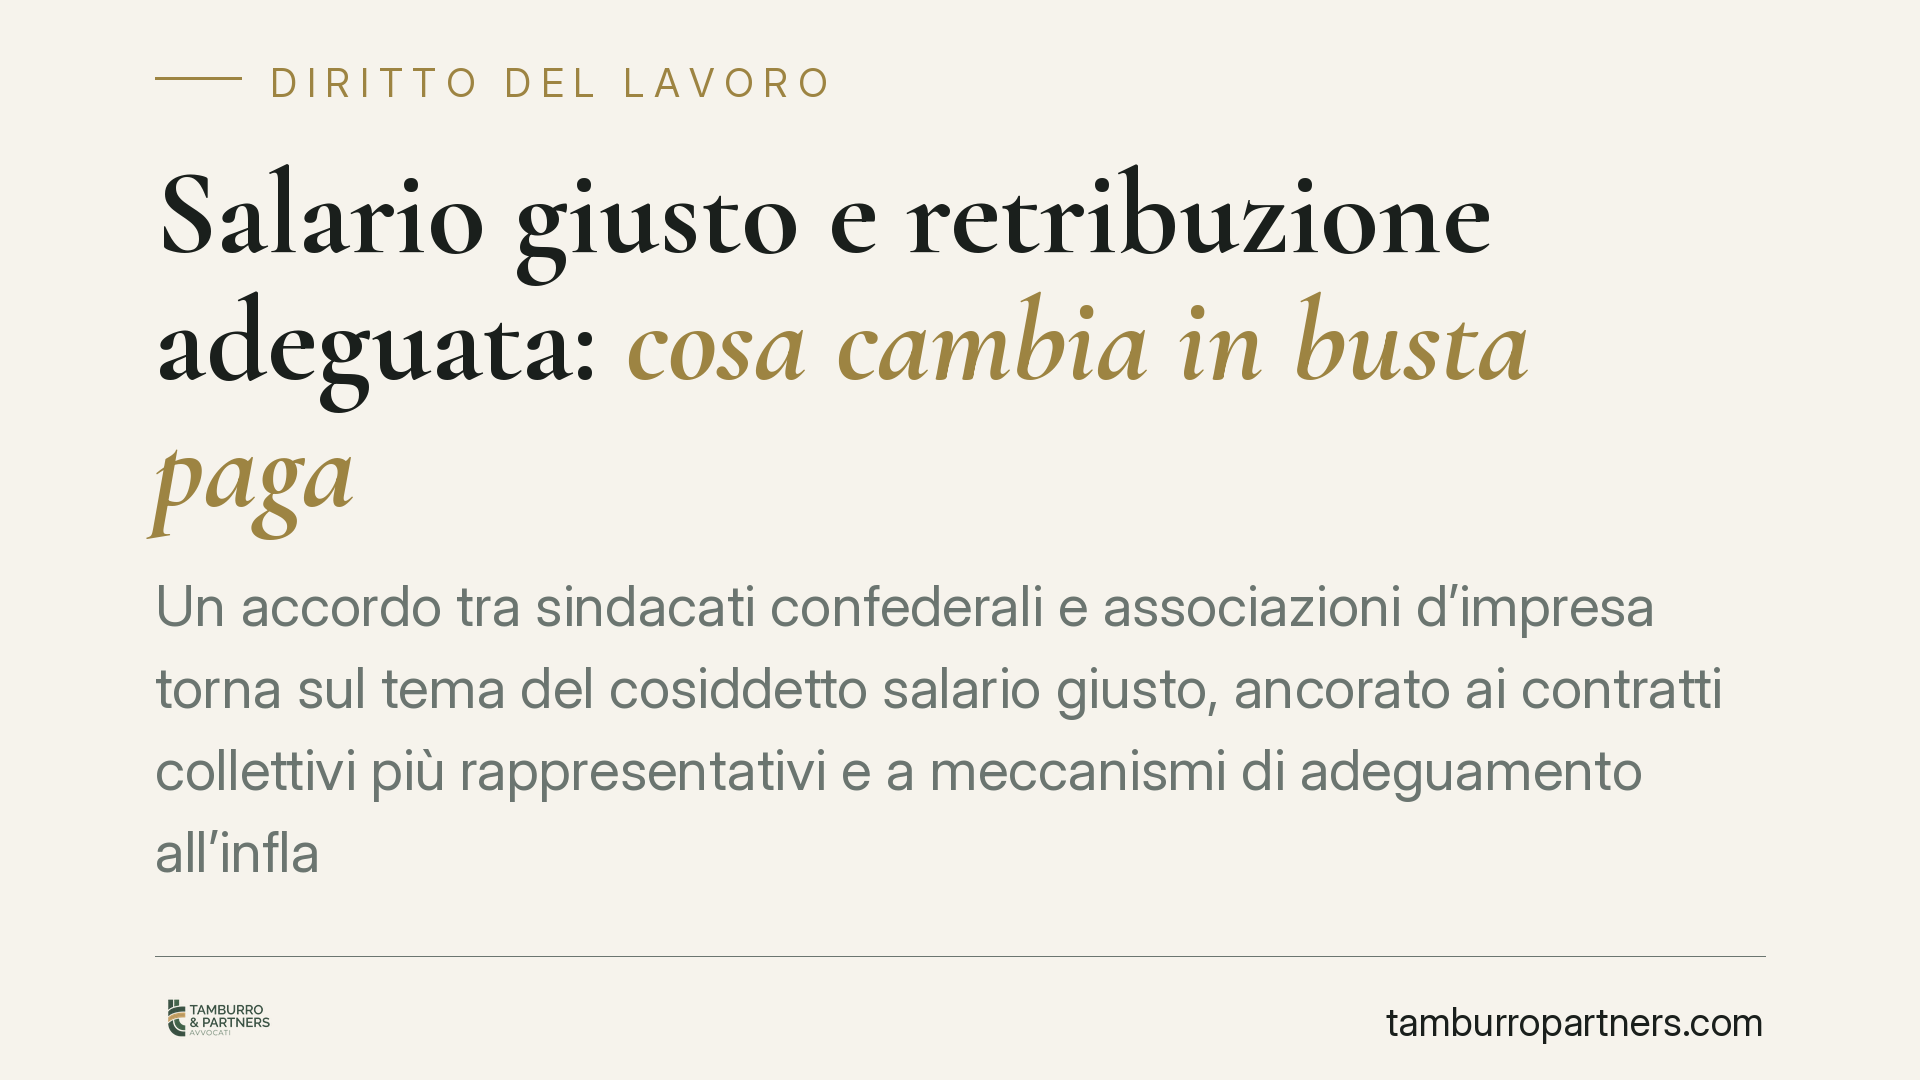 DIRITTO DEL LAVORO
Salario giusto e retribuzione
adeguata: cosa cambia in busta
paga
Un accordo tra sindacati confederali e associazioni d’impresa
torna sul tema del cosiddetto salario giusto, ancorato ai contratti
collettivi più rappresentativi e a meccanismi di adeguamento
all’infla
TAMBURRO
& PARTNERS
AVVOCATI
tamburropartners.com